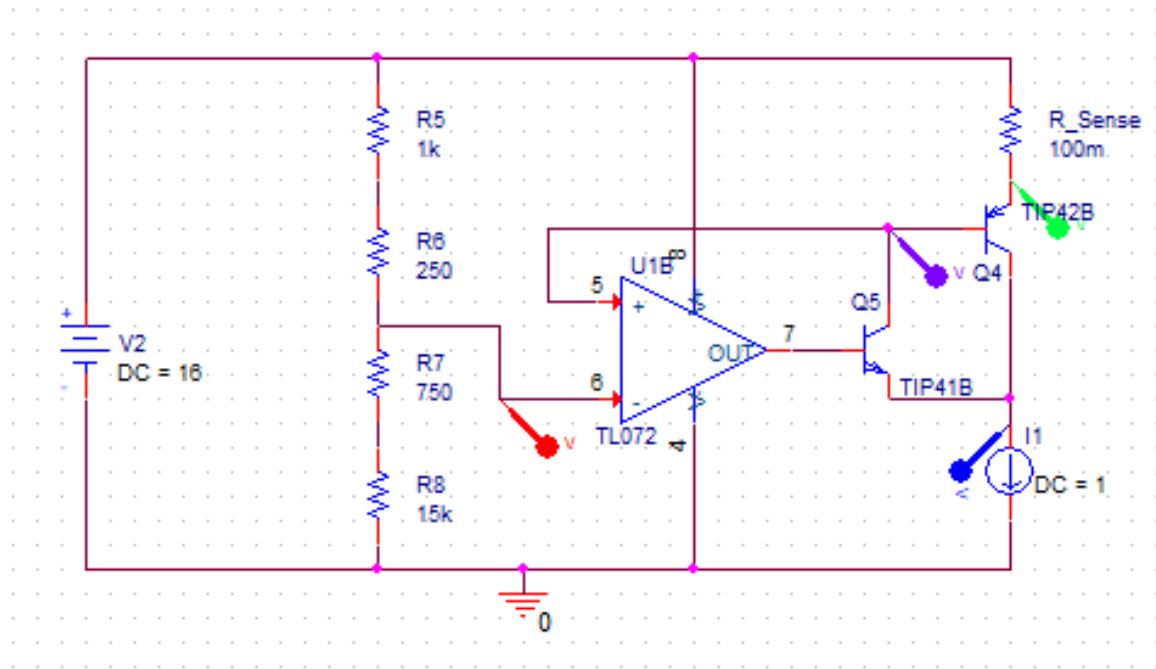 R5
1k
R_Sense
100m
R6
250
TIP42B
V
V
Q4
8
U1B
5
+
Q5
+
V2
DC = 16
-
7
OUT
R7
750
6
-
TIP41B
TL072
4
V
I1
DC = 1
V
R8
15k
0